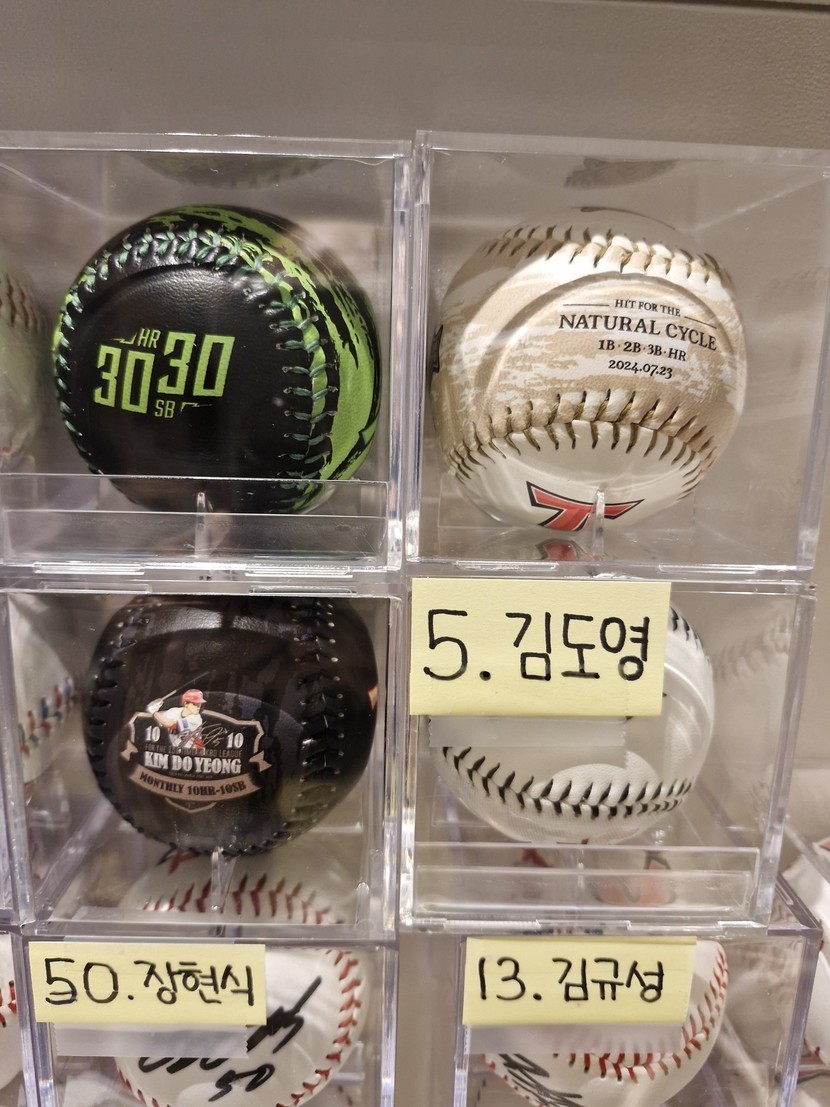 HR
30 30
SB
HIT FOR THE
NATURAL CYCLE
1B·2B·3B·HR
2024.07.23
5. 김도영
10 10
KIM DO YEONG
MONTHLY 10HR-10SB
50. 장현식
13. 김규성
50